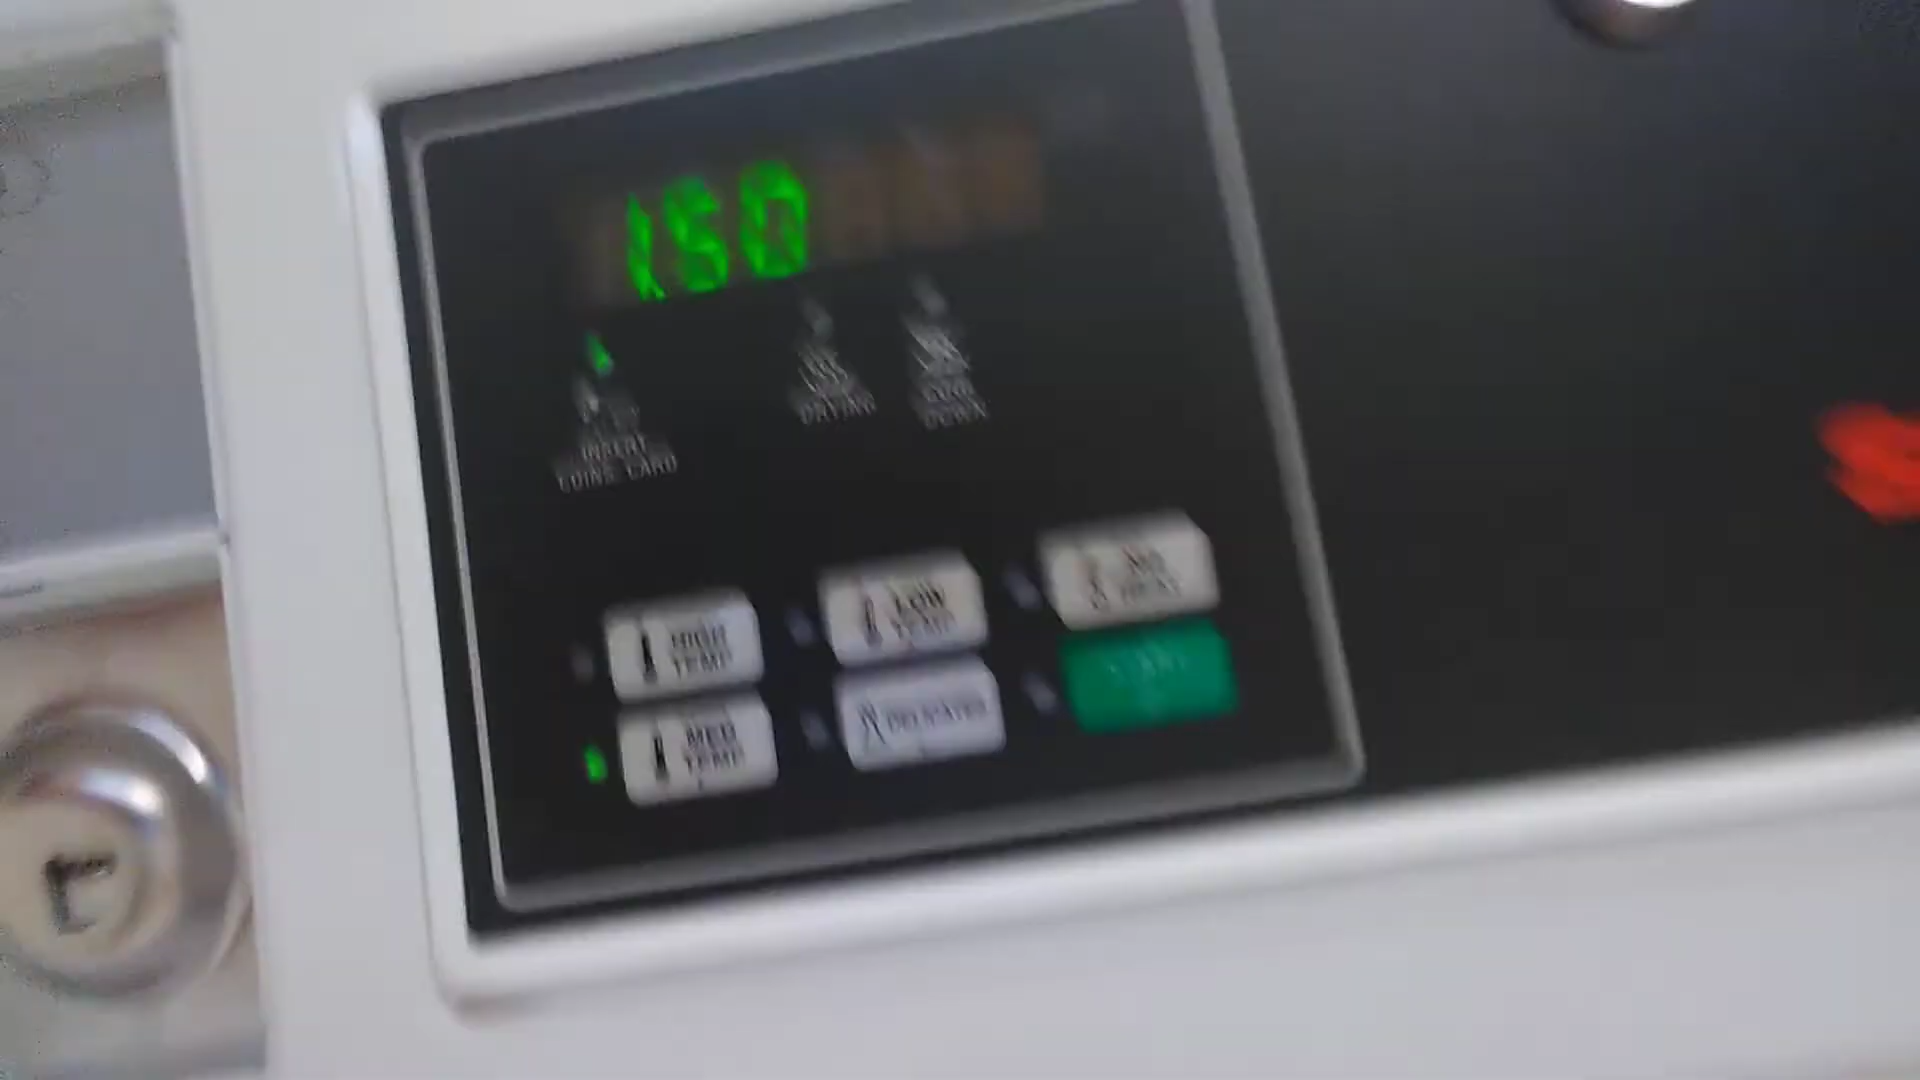 150
INSERT
COINS/CARD
DRYING
COOL
DOWN
HIGH
TEMP
LOW
TEMP
NO
HEAT
MED
TEMP
DELICATES
START